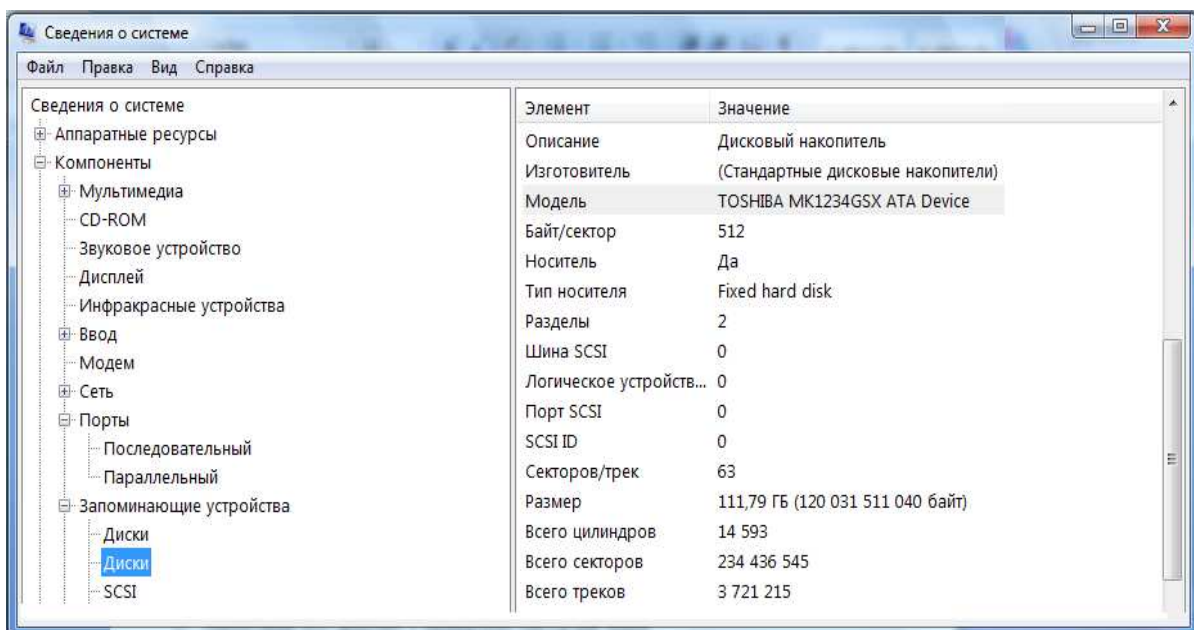 Сведения о системе
Файл Правка Вид Справка
Сведения о системе
Аппаратные ресурсы
Компоненты
Мультимедиа
CD-ROM
Звуковое устройство
Дисплей
Инфракрасные устройства
Ввод
Модем
Сеть
Порты
Последовательный
Параллельный
Запоминающие устройства
Диски
Диски
SCSI
Элемент Значение
Описание Дисковый накопитель
Изготовитель (Стандартные дисковые накопители)
Модель TOSHIBA MK1234GSX ATA Device
Байт/сектор 512
Носитель Да
Тип носителя Fixed hard disk
Разделы 2
Шина SCSI 0
Логическое устройств... 0
Порт SCSI 0
SCSI ID 0
Секторов/трек 63
Размер 111,79 ГБ (120 031 511 040 байт)
Всего цилиндров 14 593
Всего секторов 234 436 545
Всего треков 3 721 215